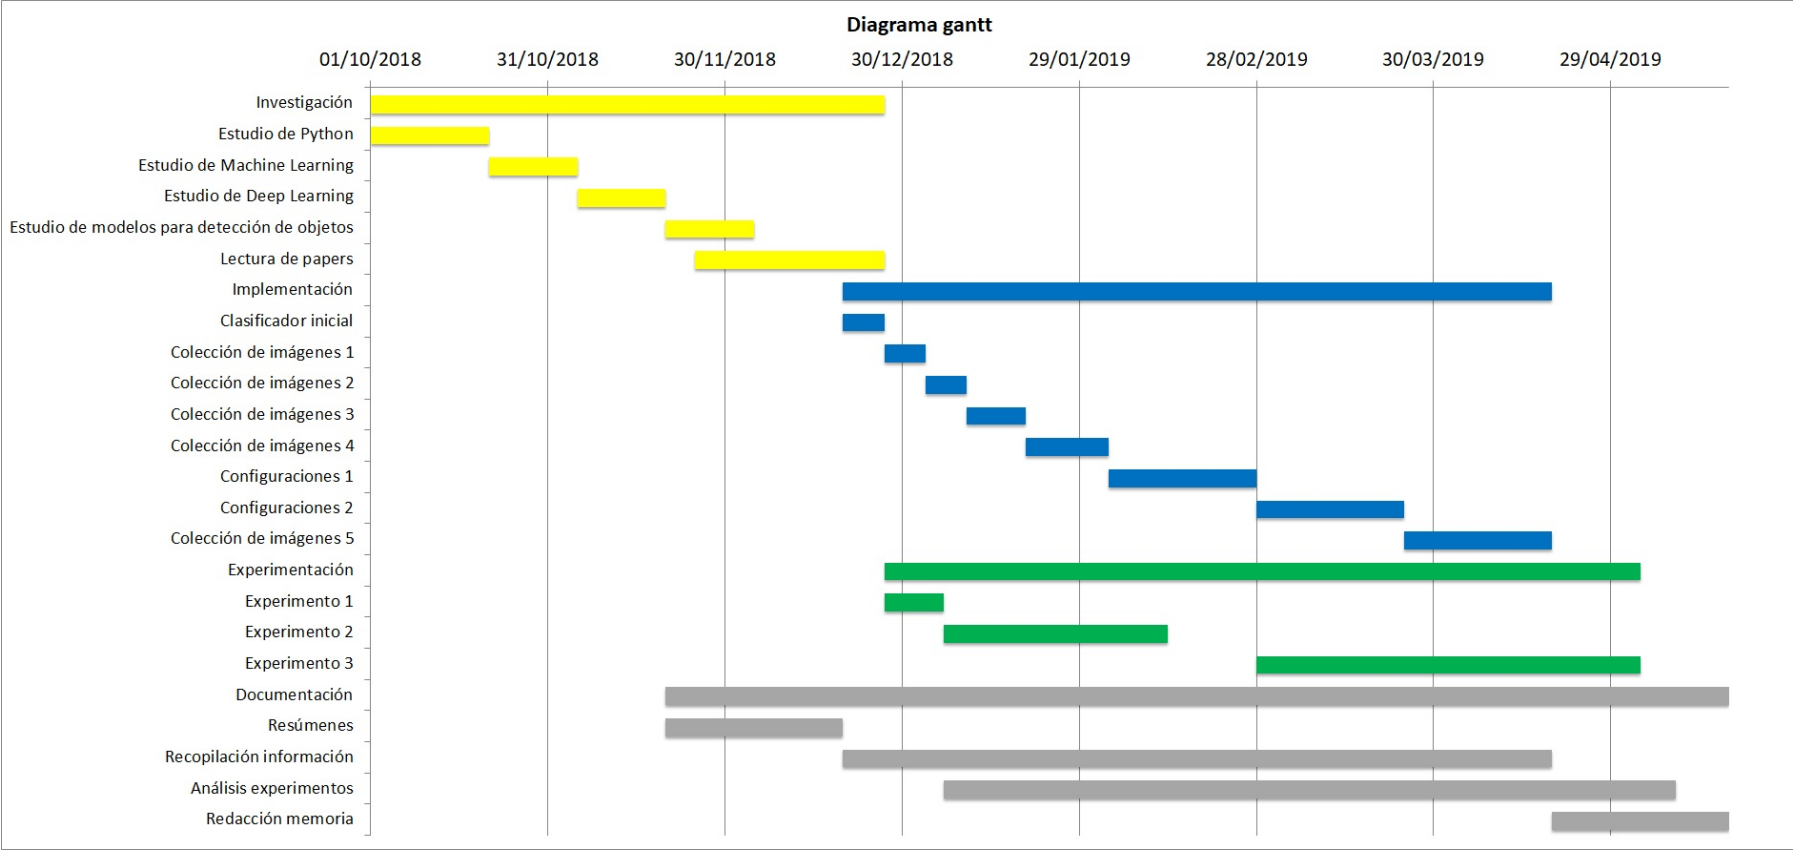 Diagrama gantt
01/10/2018 31/10/2018 30/11/2018 30/12/2018 29/01/2019 28/02/2019 30/03/2019 29/04/2019
Investigación
Estudio de Python
Estudio de Machine Learning
Estudio de Deep Learning
Estudio de modelos para detección de objetos
Lectura de papers
Implementación
Clasificador inicial
Colección de imágenes 1
Colección de imágenes 2
Colección de imágenes 3
Colección de imágenes 4
Configuraciones 1
Configuraciones 2
Colección de imágenes 5
Experimentación
Experimento 1
Experimento 2
Experimento 3
Documentación
Resúmenes
Recopilación información
Análisis experimentos
Redacción memoria